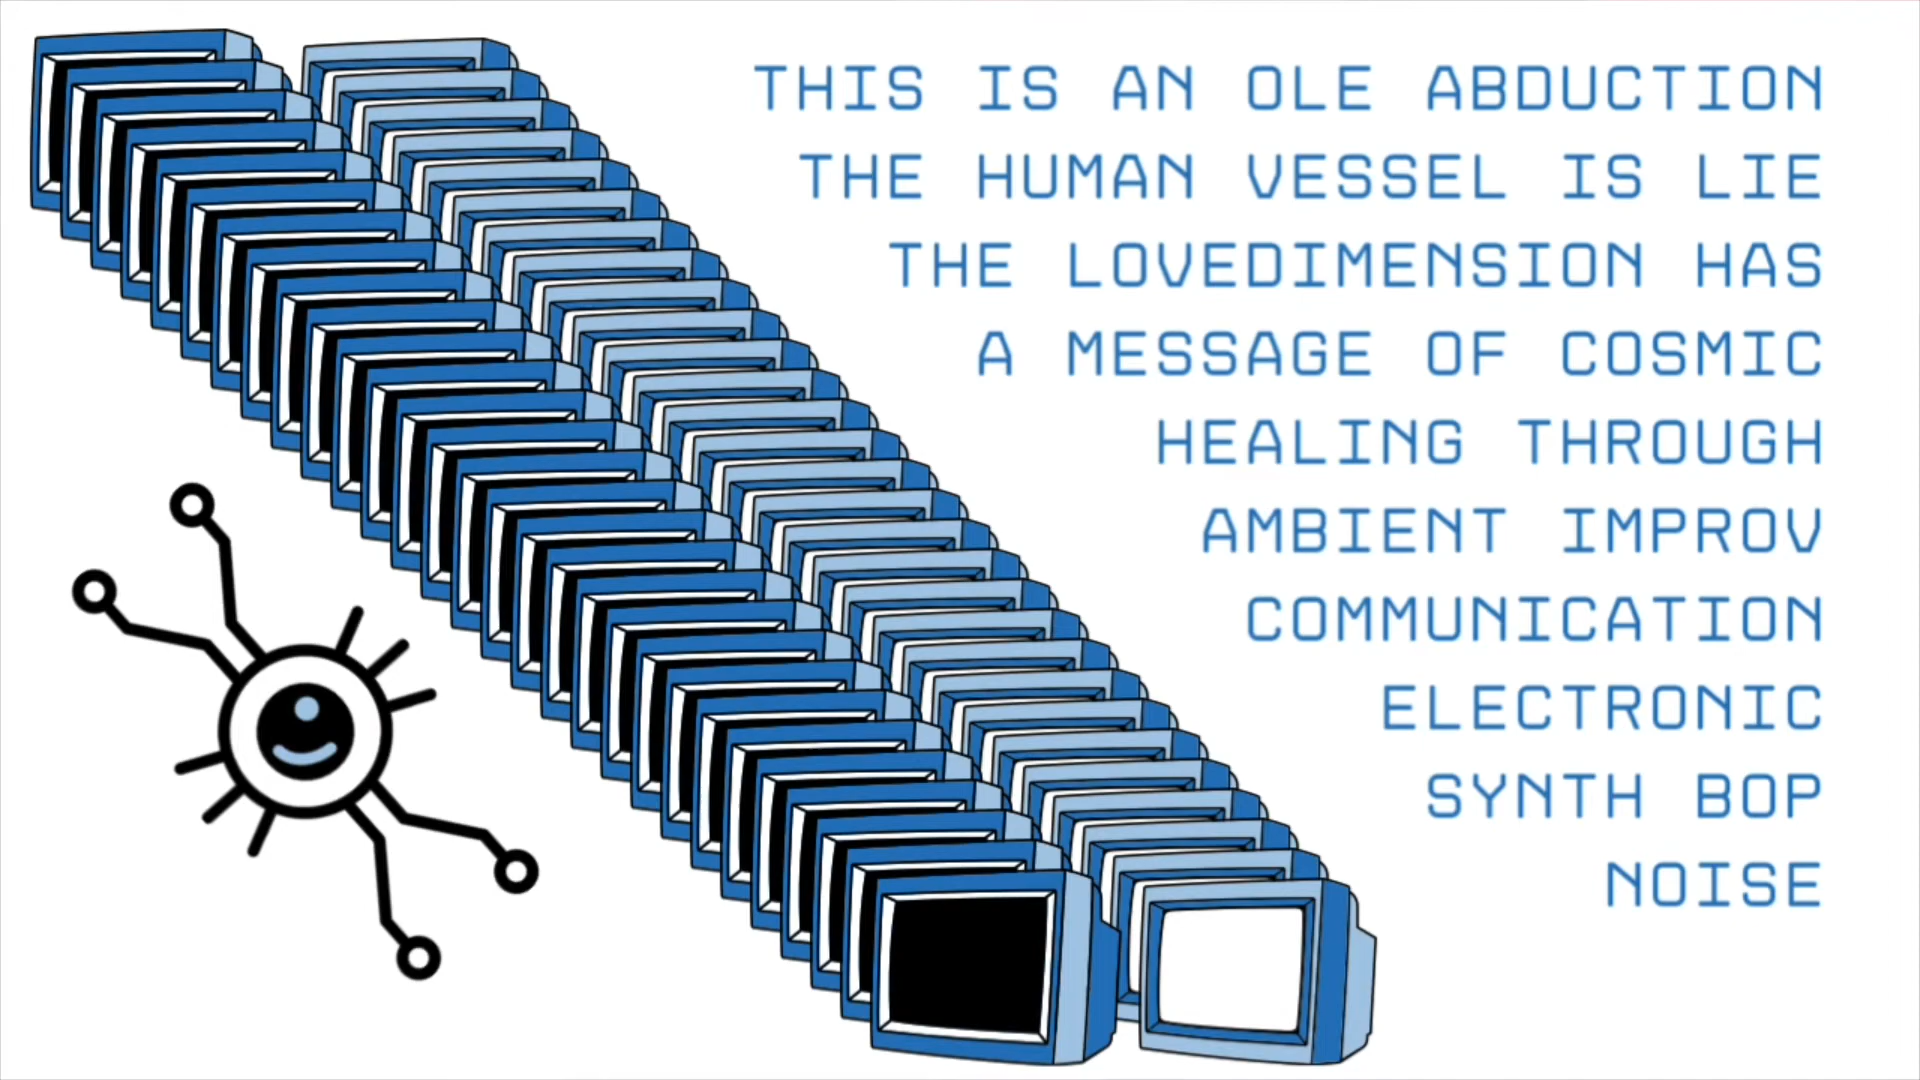 THIS IS AN OLE ABDUCTION
THE HUMAN VESSEL IS LIE
THE LOVEDIMENSION HAS
A MESSAGE OF COSMIC
HEALING THROUGH
AMBIENT IMPROV
COMMUNICATION
ELECTRONIC
SYNTH BOP
NOISE